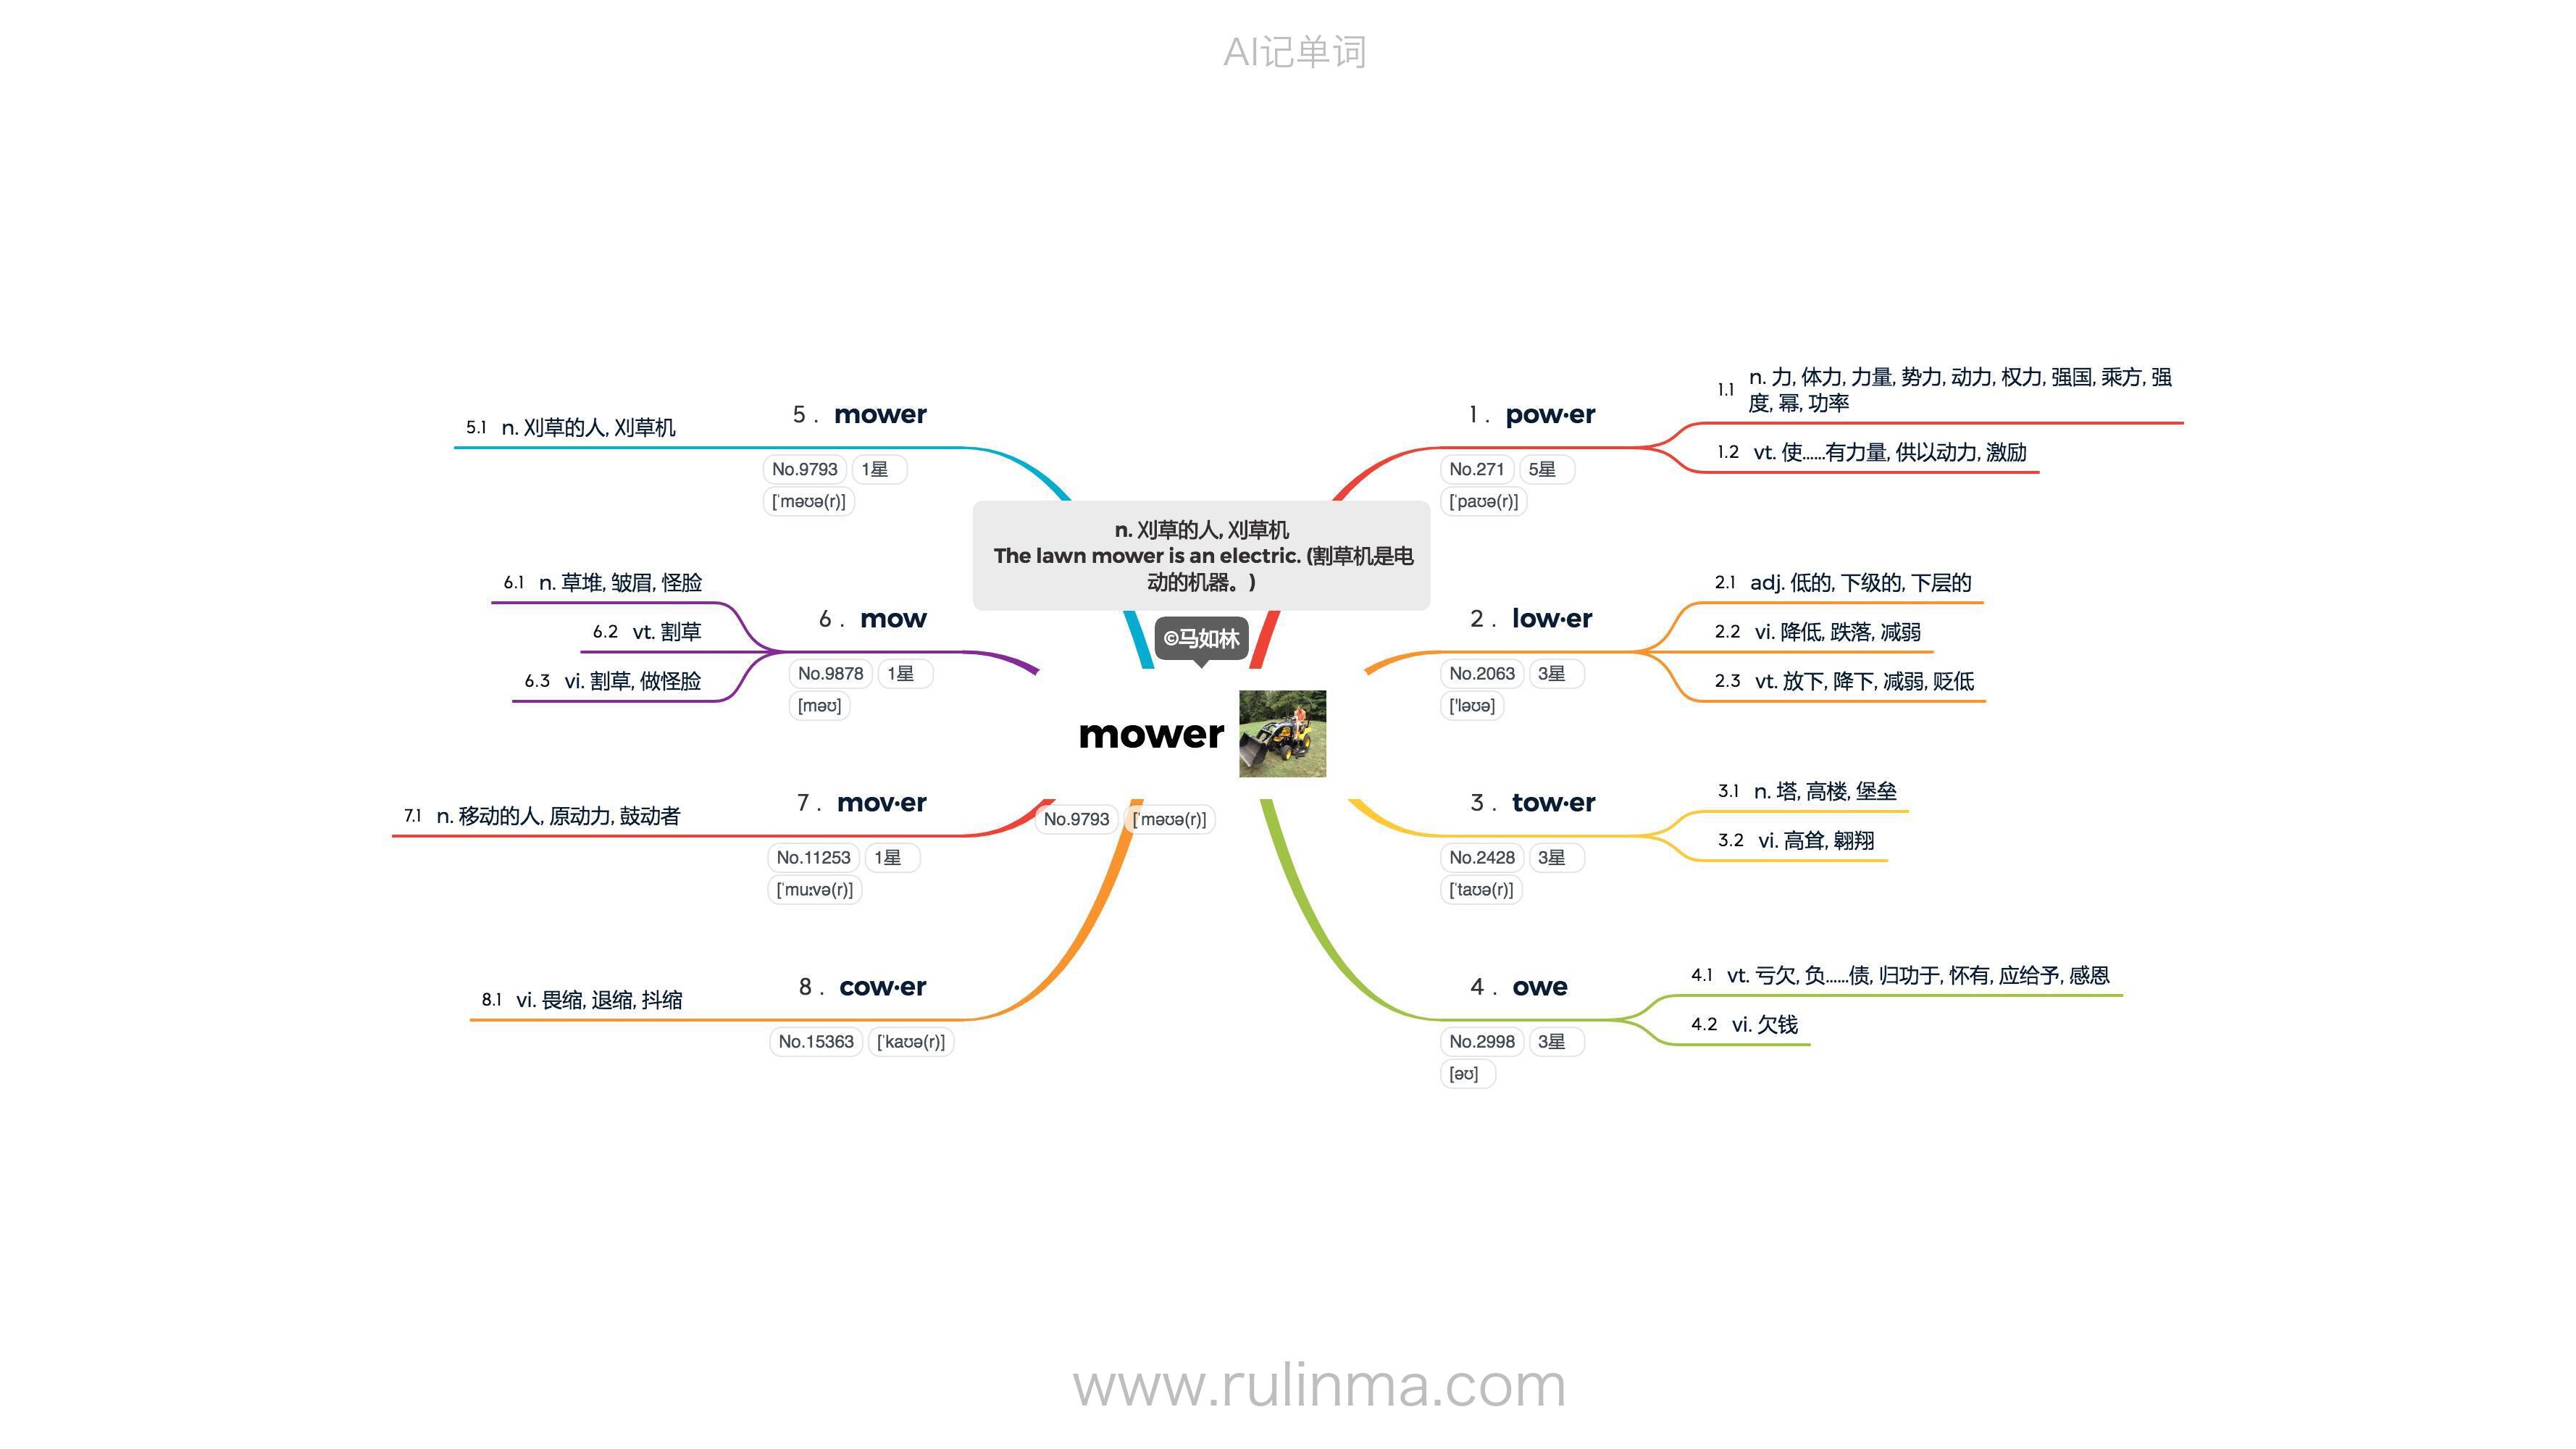 AI记单词
n. 刈草的人, 刈草机
The lawn mower is an electric. (割草机是电
动的机器。)
©马如林
mower
No.9793 [ˈməʊə(r)]
1 . pow·er
No.271 5星
[ˈpaʊə(r)]
1.1 n. 力, 体力, 力量, 势力, 动力, 权力, 强国, 乘方, 强
度, 幂, 功率
1.2 vt. 使……有力量, 供以动力, 激励
2 . low·er
No.2063 3星
[ˈləʊə]
2.1 adj. 低的, 下级的, 下层的
2.2 vi. 降低, 跌落, 减弱
2.3 vt. 放下, 降下, 减弱, 贬低
3 . tow·er
No.2428 3星
[ˈtaʊə(r)]
3.1 n. 塔, 高楼, 堡垒
3.2 vi. 高耸, 翱翔
4 . owe
No.2998 3星
[əʊ]
4.1 vt. 亏欠, 负……债, 归功于, 怀有, 应给予, 感恩
4.2 vi. 欠钱
5 . mower
No.9793 1星
[ˈməʊə(r)]
5.1 n. 刈草的人, 刈草机
6 . mow
No.9878 1星
[məʊ]
6.1 n. 草堆, 皱眉, 怪脸
6.2 vt. 割草
6.3 vi. 割草, 做怪脸
7 . mov·er
No.11253 1星
[ˈmuːvə(r)]
7.1 n. 移动的人, 原动力, 鼓动者
8 . cow·er
No.15363 [ˈkaʊə(r)]
8.1 vi. 畏缩, 退缩, 抖缩
www.rulinma.com